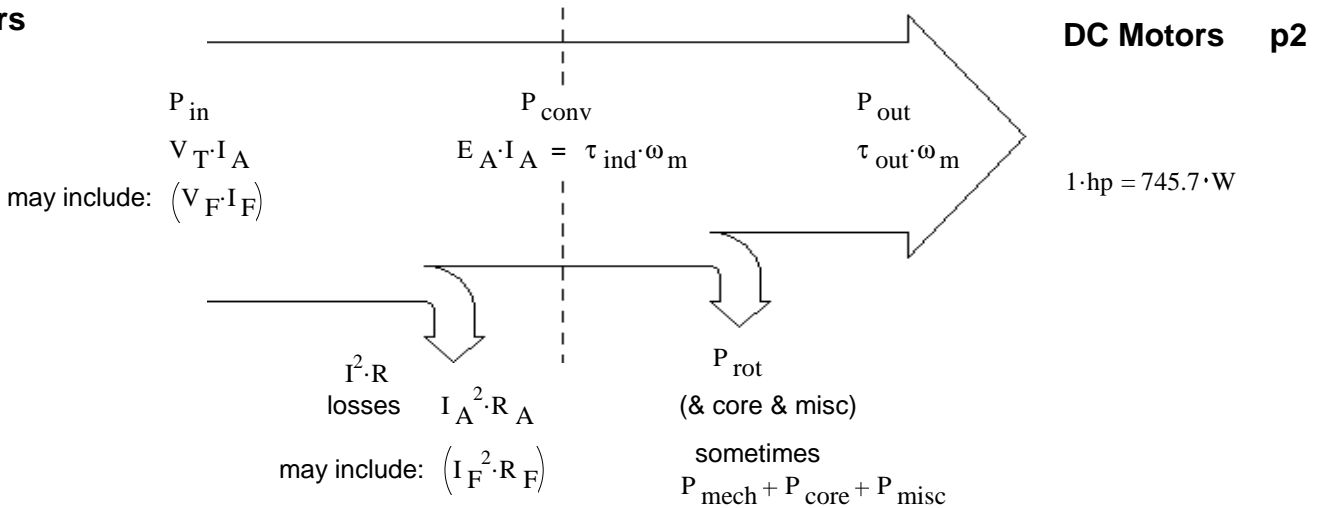 rs
DC Motors p2
P in P conv P out
V T·I A E A·I A = τ ind·ω m τ out·ω m
1·hp = 745.7·W
may include: (V F·I F)
I²·R P rot
losses I A²·R A (& core & misc)
may include: (I F²·R F) sometimes
P mech + P core + P misc